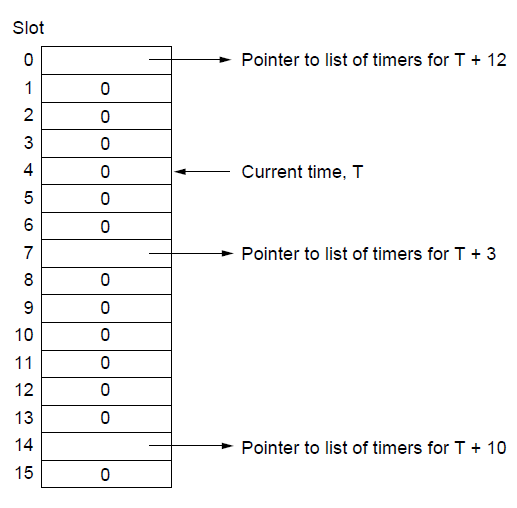 Slot
0 Pointer to list of timers for T + 12
1 0
2 0
3 0
4 0 Current time, T
5 0
6 0
7 Pointer to list of timers for T + 3
8 0
9 0
10 0
11 0
12 0
13 0
14 Pointer to list of timers for T + 10
15 0